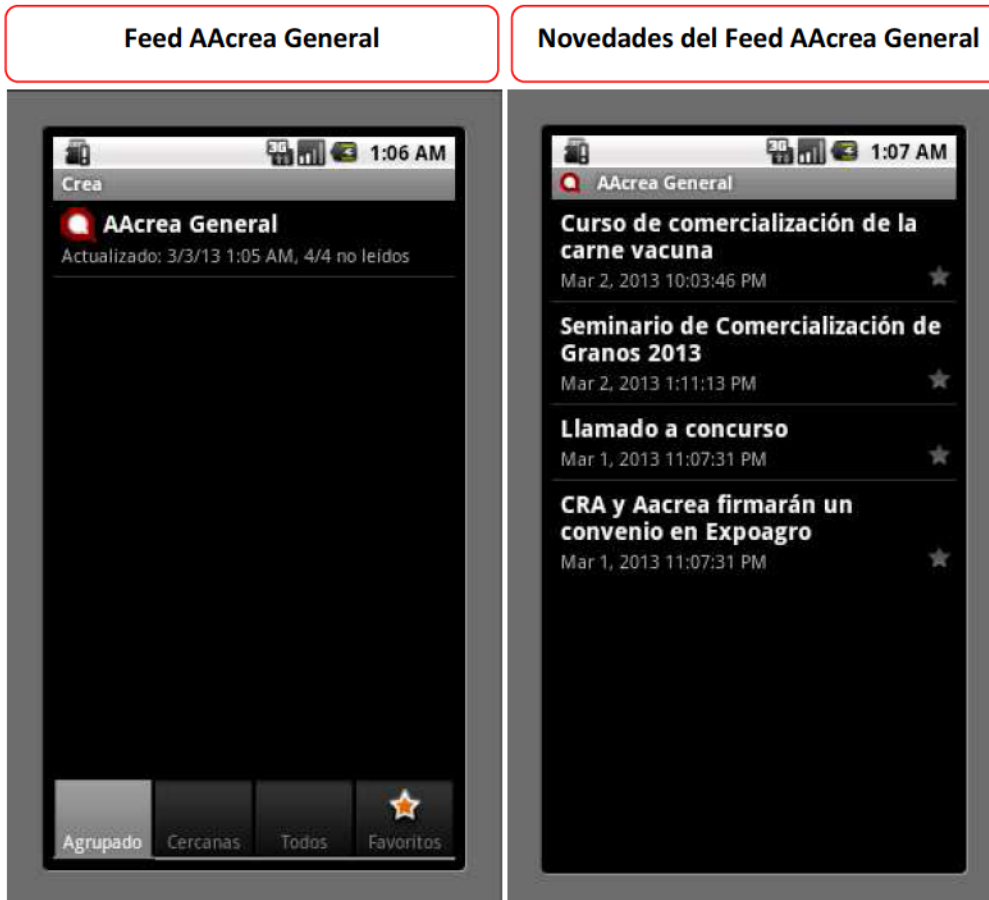 Feed AAcrea General
3G 1:06 AM
Crea
AAcrea General
Actualizado: 3/3/13 1:05 AM, 4/4 no leídos
Agrupado Cercanas Todos Favoritos
Novedades del Feed AAcrea General
3G 1:07 AM
AAcrea General
Curso de comercialización de la
carne vacuna
Mar 2, 2013 10:03:46 PM
Seminario de Comercialización de
Granos 2013
Mar 2, 2013 1:11:13 PM
Llamado a concurso
Mar 1, 2013 11:07:31 PM
CRA y Aacrea firmarán un
convenio en Expoagro
Mar 1, 2013 11:07:31 PM